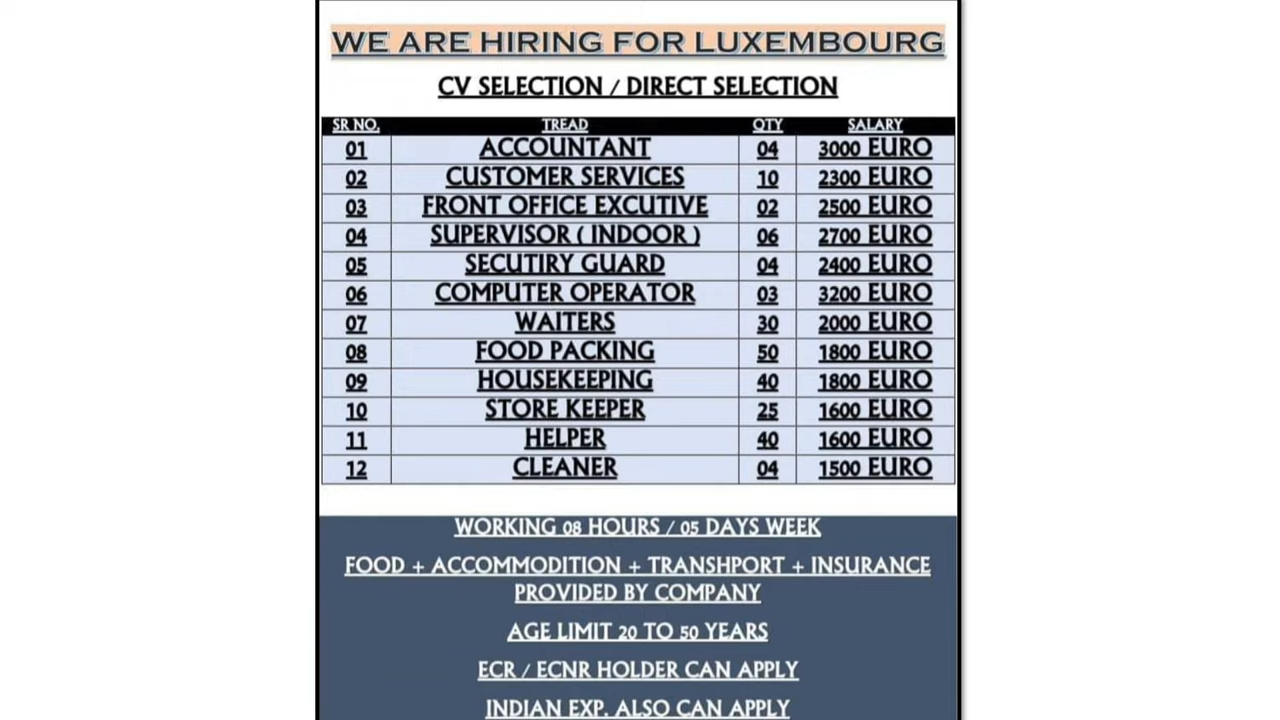 WE ARE HIRING FOR LUXEMBOURG
CV SELECTION / DIRECT SELECTION
SR NO. TREAD QTY SALARY
01 ACCOUNTANT 04 3000 EURO
02 CUSTOMER SERVICES 10 2300 EURO
03 FRONT OFFICE EXCUTIVE 02 2500 EURO
04 SUPERVISOR ( INDOOR ) 06 2700 EURO
05 SECUTIRY GUARD 04 2400 EURO
06 COMPUTER OPERATOR 03 3200 EURO
07 WAITERS 30 2000 EURO
08 FOOD PACKING 50 1800 EURO
09 HOUSEKEEPING 40 1800 EURO
10 STORE KEEPER 25 1600 EURO
11 HELPER 40 1600 EURO
12 CLEANER 04 1500 EURO
WORKING 08 HOURS / 05 DAYS WEEK
FOOD + ACCOMMODITION + TRANSHPORT + INSURANCE
PROVIDED BY COMPANY
AGE LIMIT 20 TO 50 YEARS
ECR / ECNR HOLDER CAN APPLY
INDIAN EXP. ALSO CAN APPLY